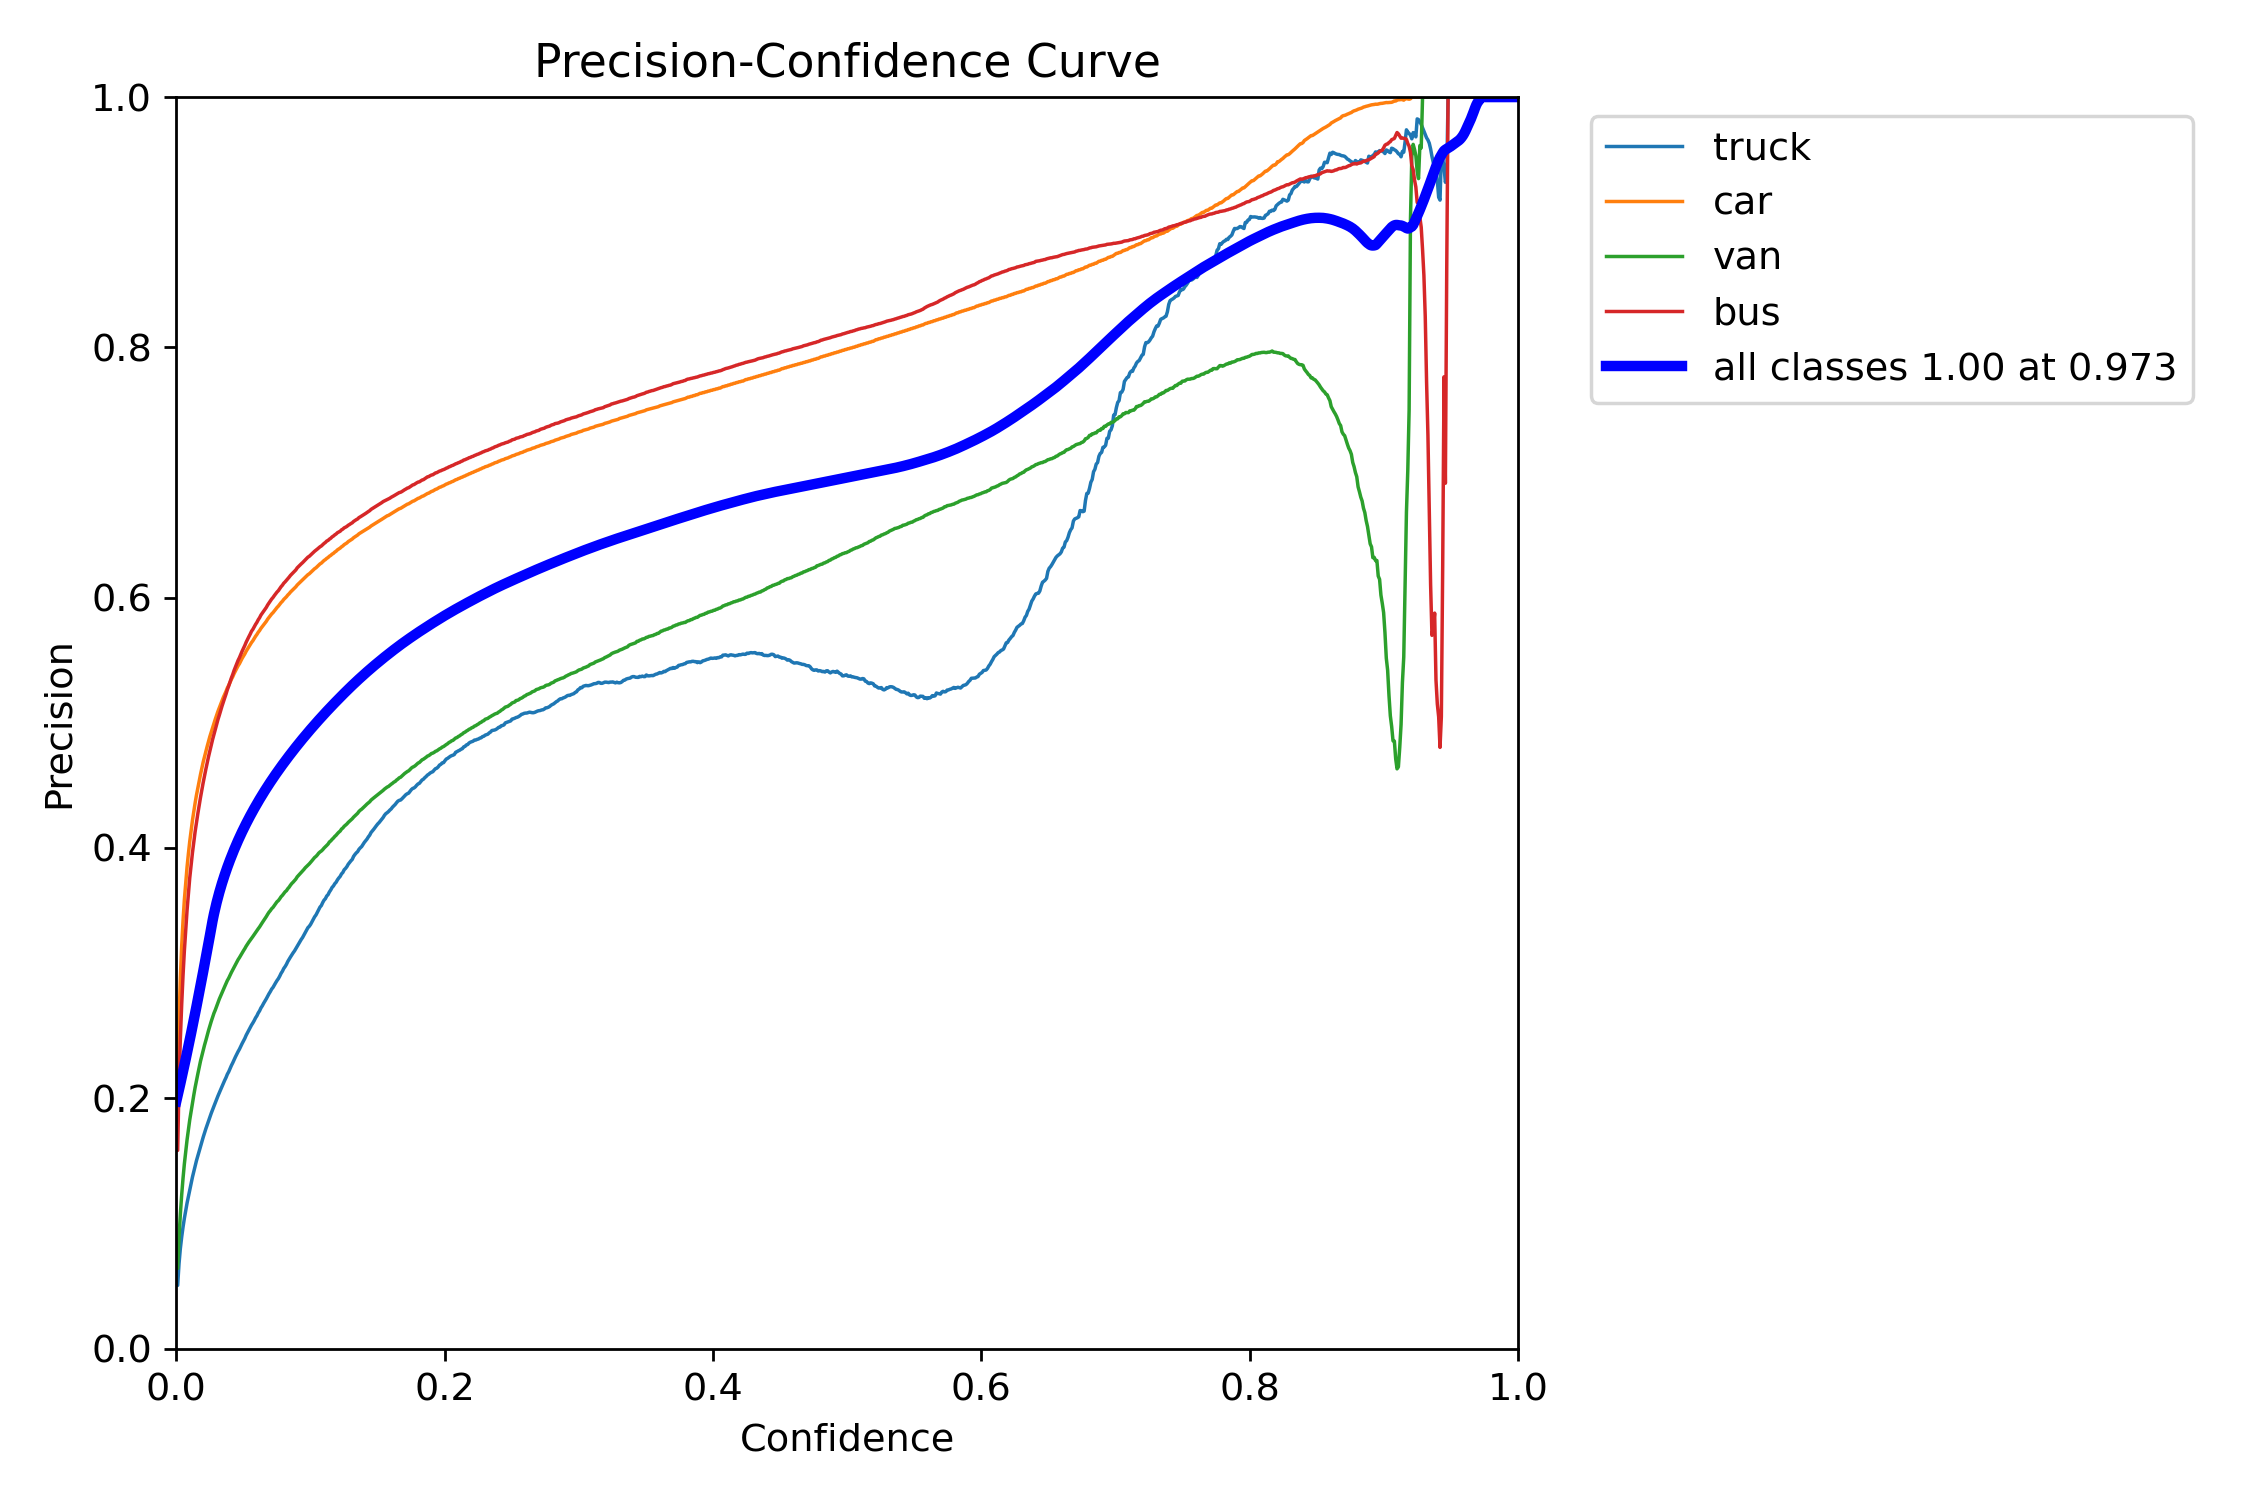 Precision-Confidence Curve
1.0
0.8
0.6
0.4
0.2
0.0
Precision
0.0 0.2 0.4 0.6 0.8 1.0
Confidence
truck
car
van
bus
all classes 1.00 at 0.973